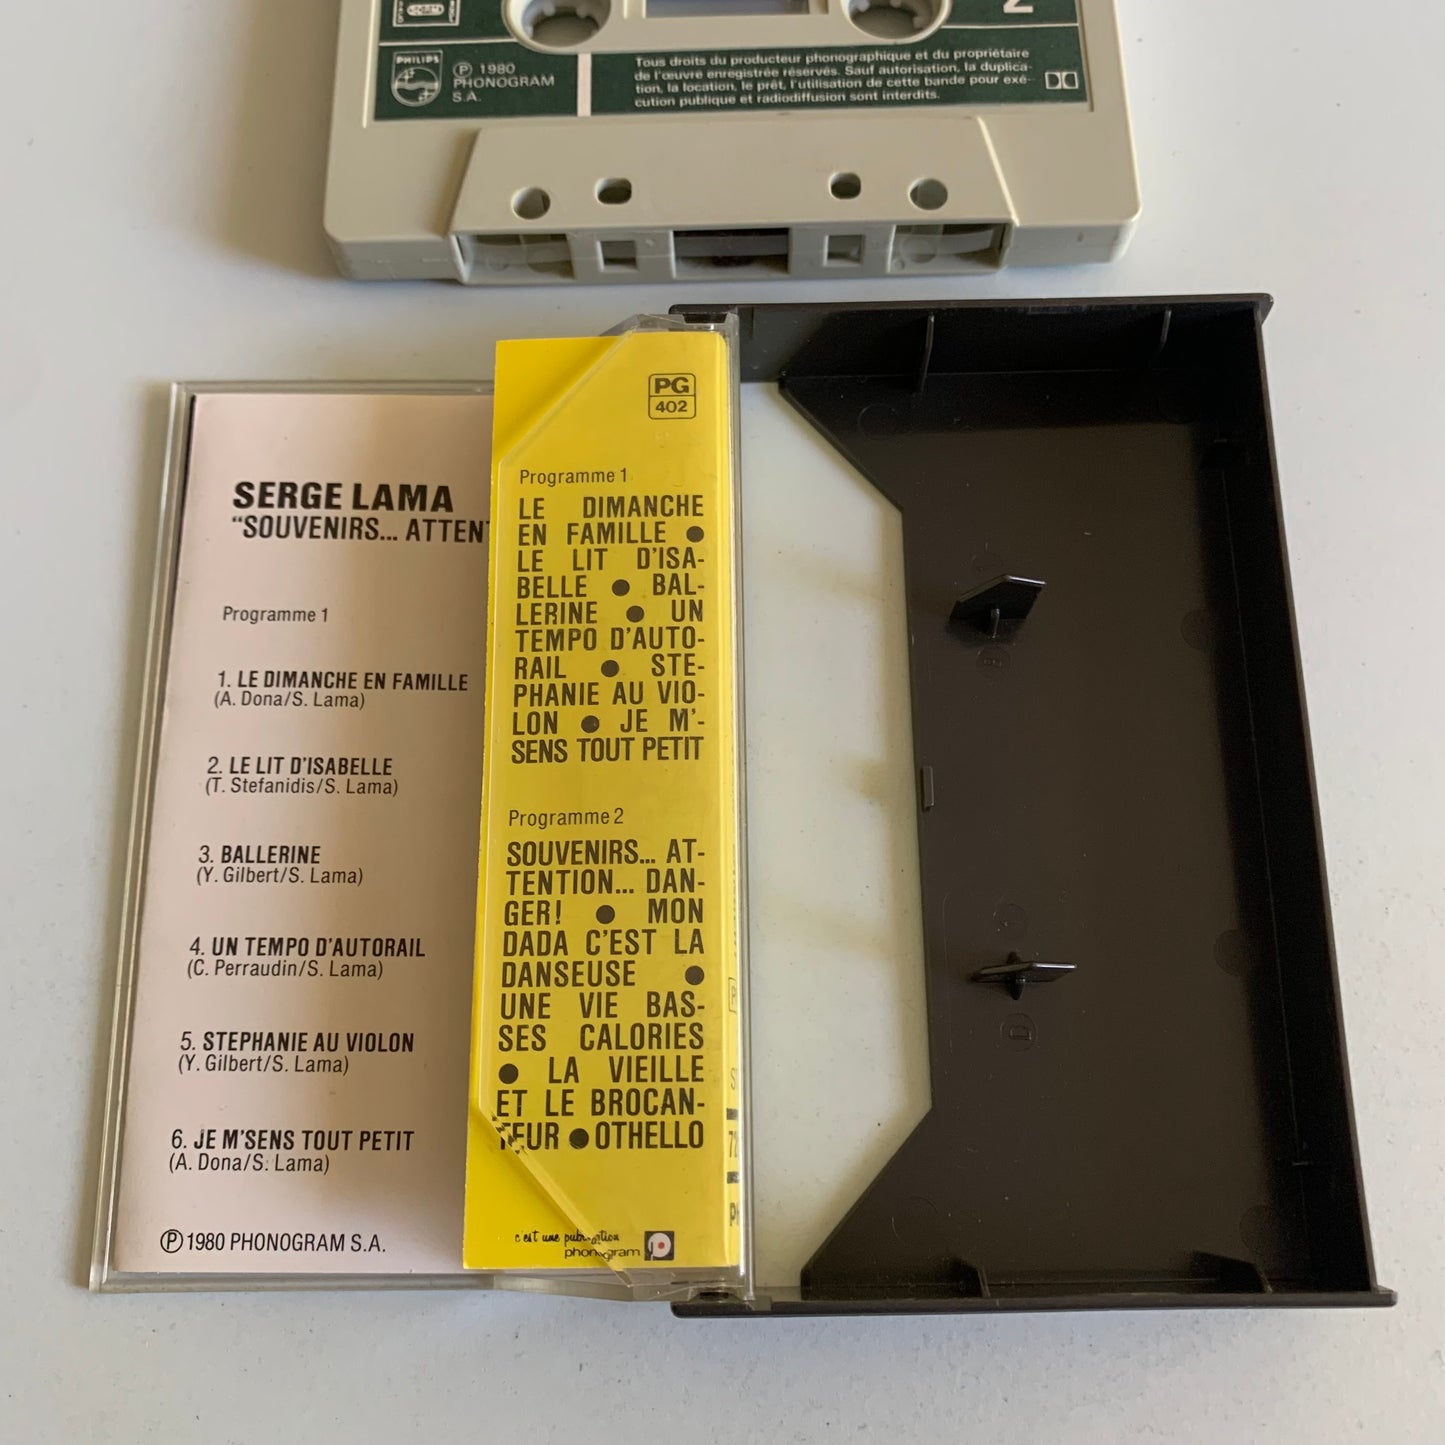 2
PHILIPS
℗ 1980
PHONOGRAM
S.A.
Tous droits du producteur phonographique et du propriétaire
de l'œuvre enregistrée réservés. Sauf autorisation, la duplica-
tion, la location, le prêt, l'utilisation de cette bande pour exé-
cution publique et radiodiffusion sont interdits.
SERGE LAMA
"SOUVENIRS... ATTENT
Programme 1
1. LE DIMANCHE EN FAMILLE
(A. Dona/S. Lama)
2. LE LIT D'ISABELLE
(T. Stefanidis/S. Lama)
3. BALLERINE
(Y. Gilbert/S. Lama)
4. UN TEMPO D'AUTORAIL
(C. Perraudin/S. Lama)
5. STEPHANIE AU VIOLON
(Y. Gilbert/S. Lama)
6. JE M'SENS TOUT PETIT
(A. Dona/S. Lama)
℗ 1980 PHONOGRAM S.A.
PG
402
Programme 1
LE DIMANCHE
EN FAMILLE ●
LE LIT D'ISA-
BELLE ● BAL-
LERINE ● UN
TEMPO D'AUTO-
RAIL ● STE-
PHANIE AU VIO-
LON ● JE M'-
SENS TOUT PETIT
Programme 2
SOUVENIRS... AT-
TENTION... DAN-
GER! ● MON
DADA C'EST LA
DANSEUSE ●
UNE VIE BAS-
SES CALORIES
● LA VIEILLE
ET LE BROCAN-
TEUR ● OTHELLO
c'est une publication
phonogram